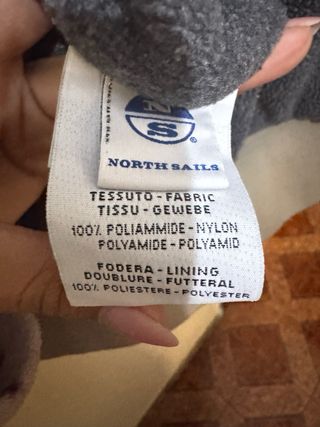 N
S
®
NORTH SAILS
TESSUTO - FABRIC
TISSU - GEWEBE
100% POLIAMMIDE - NYLON
POLYAMIDE - POLYAMID
FODERA - LINING
DOUBLURE - FUTTERAL
100% POLIESTERE - POLYESTER